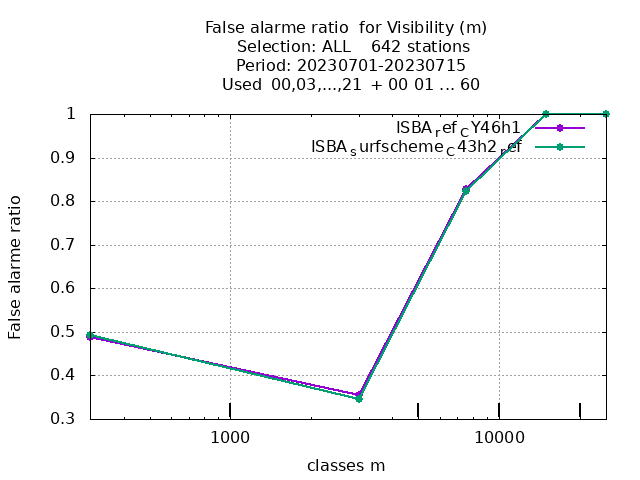 False alarme ratio  for Visibility (m)
Selection: ALL    642 stations
Period: 20230701-20230715
Used  00,03,...,21  + 00 01 ... 60
ISBA_ref_CY46h1
ISBA_surfscheme_C43h2_ref
1
0.9
0.8
0.7
0.6
0.5
0.4
0.3
False alarme ratio
1000
10000
classes m